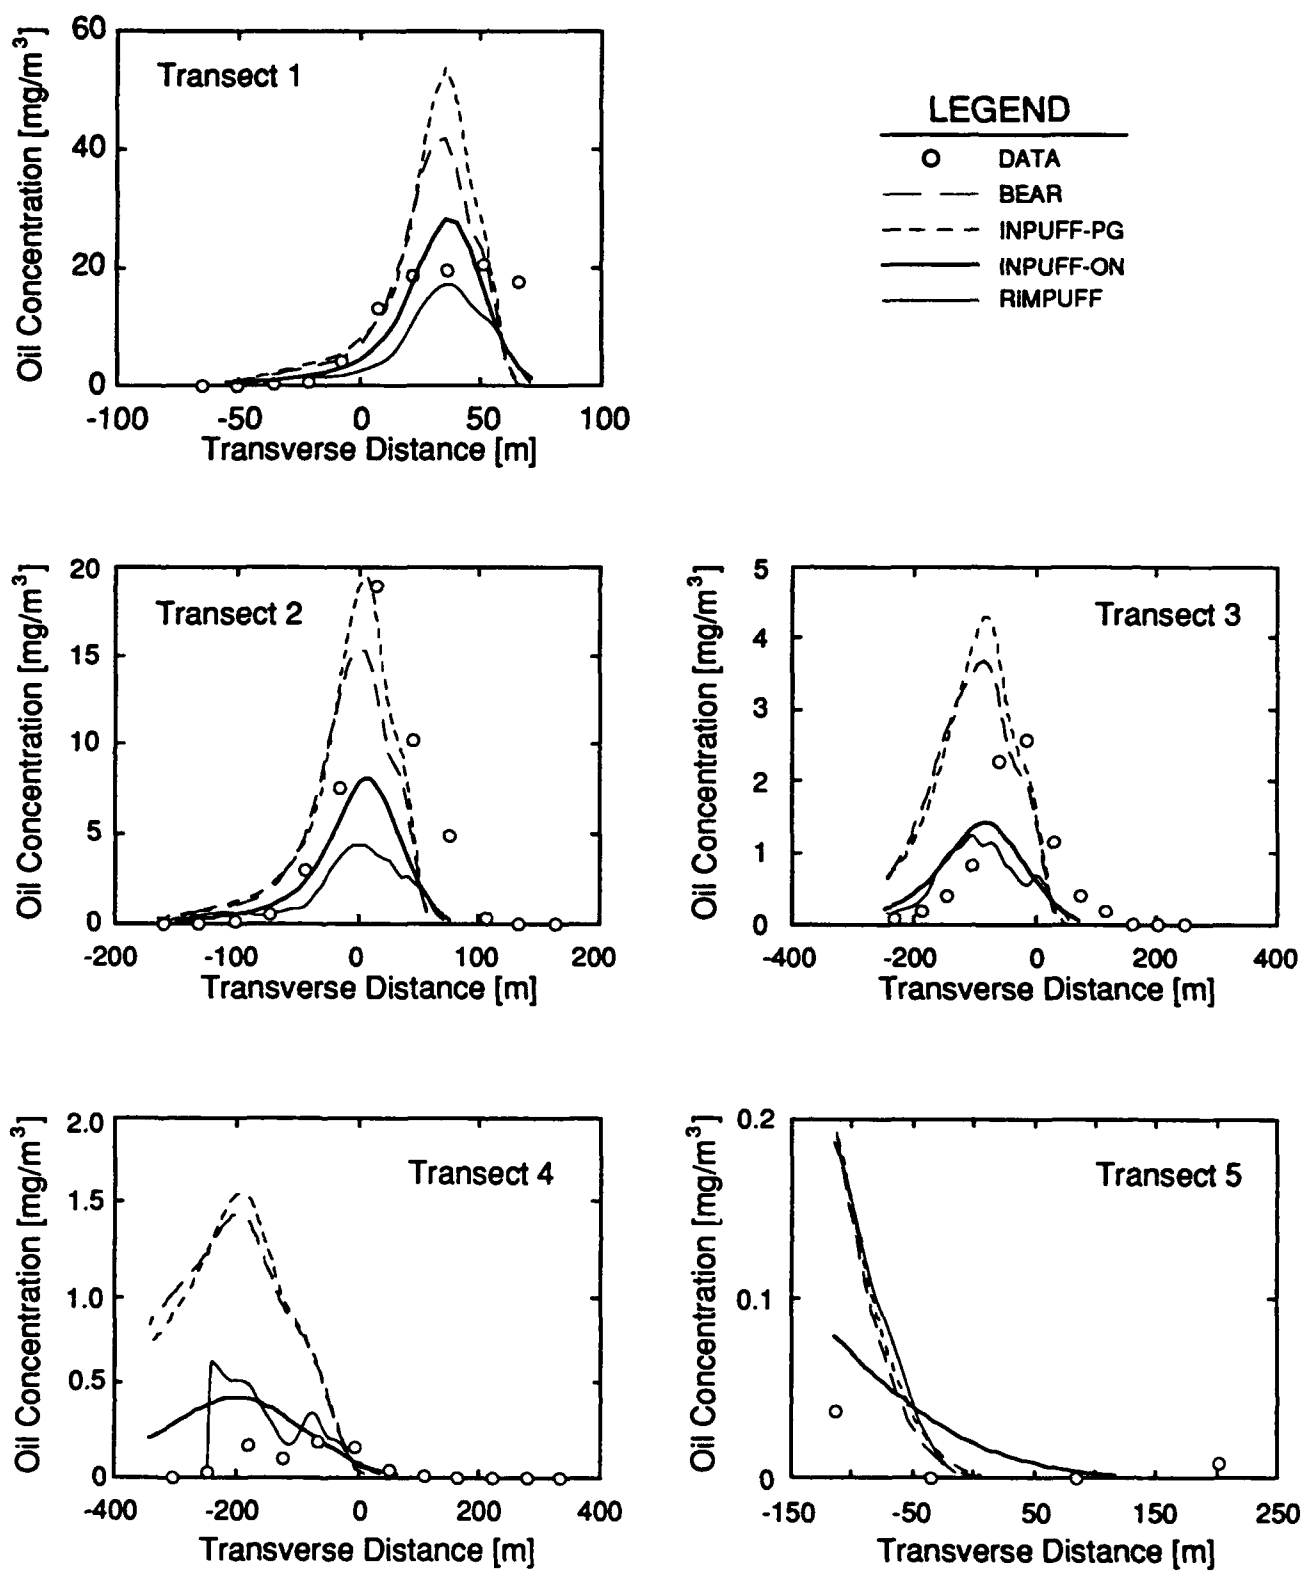 Oil Concentration [mg/m³]
60
40
20
0
Transect 1
-100 -50 0 50 100
Transverse Distance [m]
LEGEND
DATA
BEAR
INPUFF-PG
INPUFF-ON
RIMPUFF
Oil Concentration [mg/m³]
20
15
10
5
0
Transect 2
-200 -100 0 100 200
Transverse Distance [m]
Oil Concentration [mg/m³]
5
4
3
2
1
0
Transect 3
-400 -200 0 200 400
Transverse Distance [m]
Oil Concentration [mg/m³]
2.0
1.5
1.0
0.5
0
Transect 4
-400 -200 0 200 400
Transverse Distance [m]
Oil Concentration [mg/m³]
0.2
0.1
0
Transect 5
-150 -50 50 150 250
Transverse Distance [m]